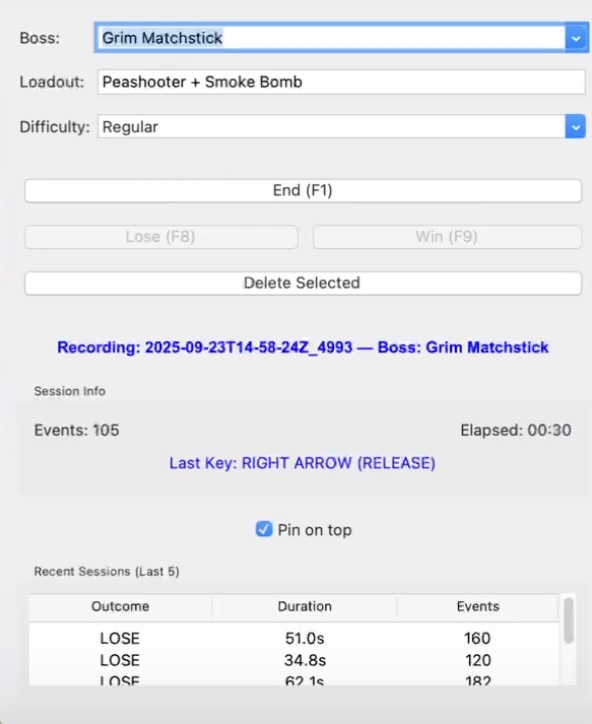 Boss: Grim Matchstick
Loadout: Peashooter + Smoke Bomb
Difficulty: Regular
End (F1)
Lose (F8) Win (F9)
Delete Selected
Recording: 2025-09-23T14-58-24Z_4993 — Boss: Grim Matchstick
Session Info
Events: 105 Elapsed: 00:30
Last Key: RIGHT ARROW (RELEASE)
Pin on top
Recent Sessions (Last 5)
Outcome Duration Events
LOSE 51.0s 160
LOSE 34.8s 120
LOSE 62.1s 182